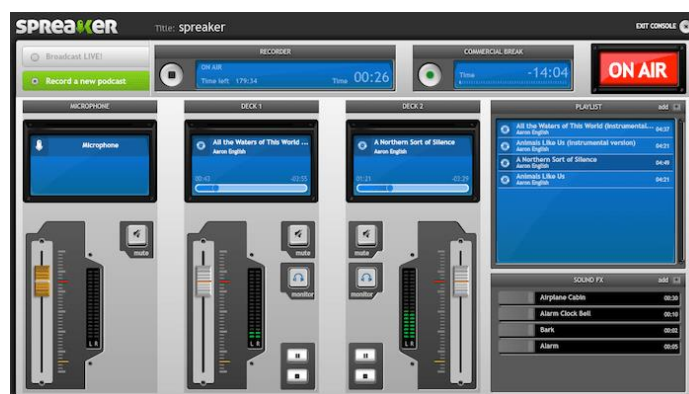 SPREAKER Title: spreaker EXIT CONSOLE
Broadcast LIVE!
Record a new podcast
RECORDER
ON AIR
Time left 179:34 Time 00:26
COMMERCIAL BREAK
Time -14:04
ON AIR
MICROPHONE
Microphone
mute
DECK 1
All the Waters of This World ...
Aaron English
00:42 -02:55
mute
monitor
L R
DECK 2
A Northern Sort of Silence
Aaron English
01:21 -02:29
mute
monitor
L R
PLAYLIST add
All the Waters of This World (Instrumental... 04:37
Aaron English
Animals Like Us (Instrumental version) 04:21
Aaron English
A Northern Sort of Silence 04:49
Aaron English
Animals Like Us 04:21
Aaron English
SOUND FX add
Airplane Cabin 00:30
Alarm Clock Bell 00:10
Bark 00:02
Alarm 00:05
L R